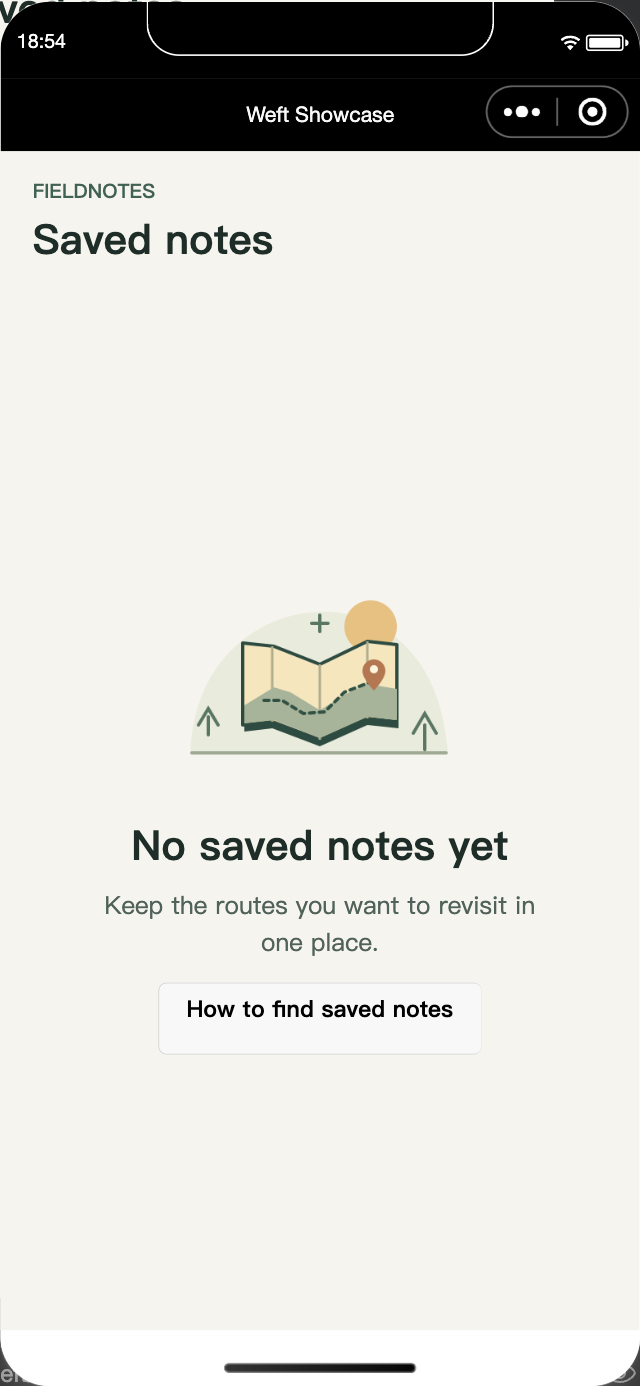 18:54
Weft Showcase
FIELDNOTES
Saved notes
No saved notes yet
Keep the routes you want to revisit in
one place.
How to find saved notes